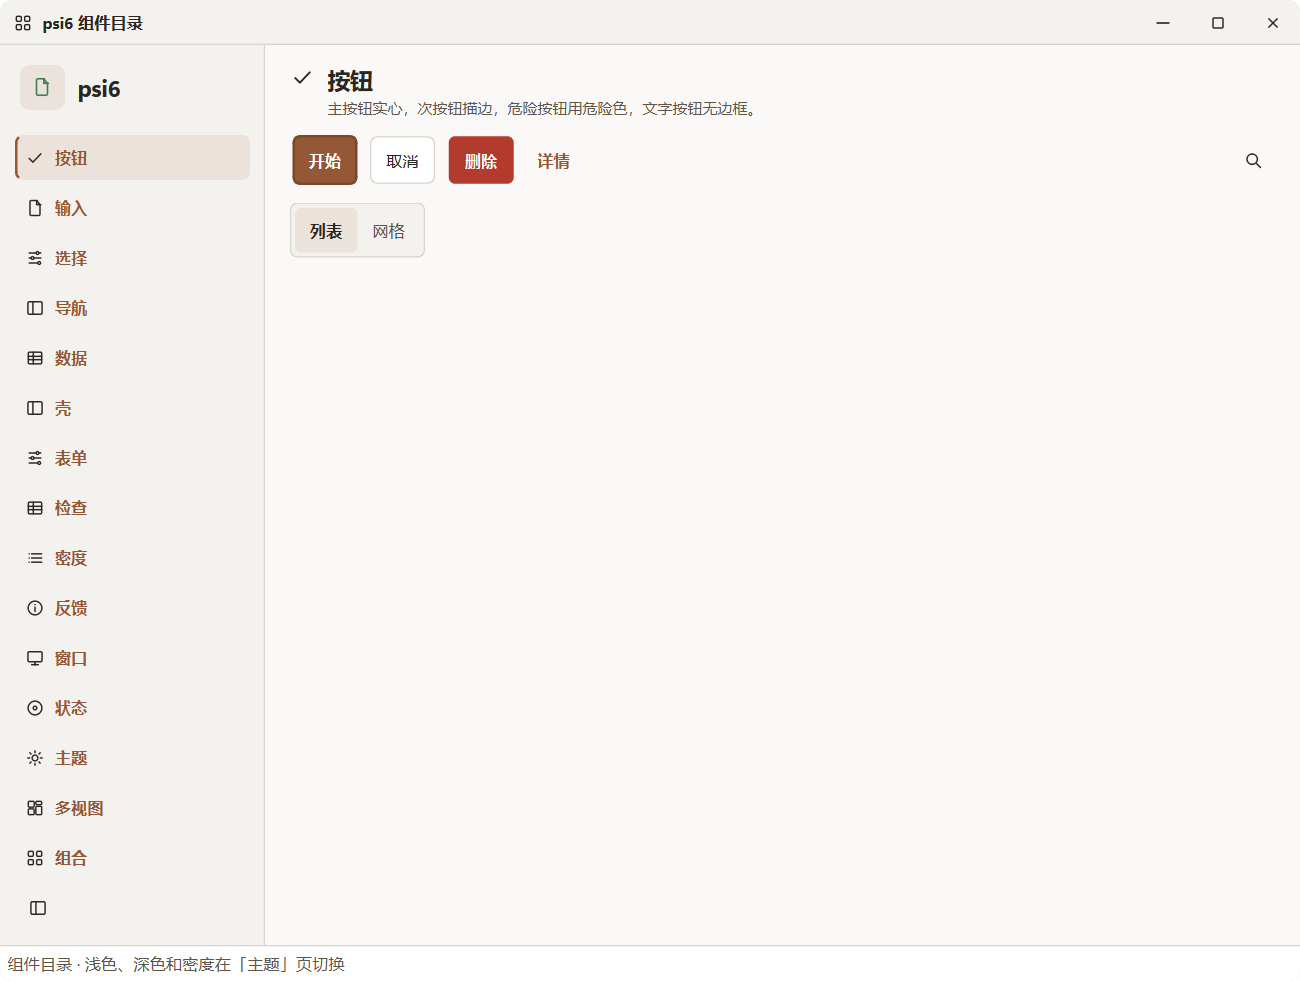 psi6 组件目录
psi6
按钮
输入
选择
导航
数据
壳
表单
检查
密度
反馈
窗口
状态
主题
多视图
组合
按钮
主按钮实心，次按钮描边，危险按钮用危险色，文字按钮无边框。
开始 取消 删除 详情
列表 网格
组件目录 · 浅色、深色和密度在「主题」页切换